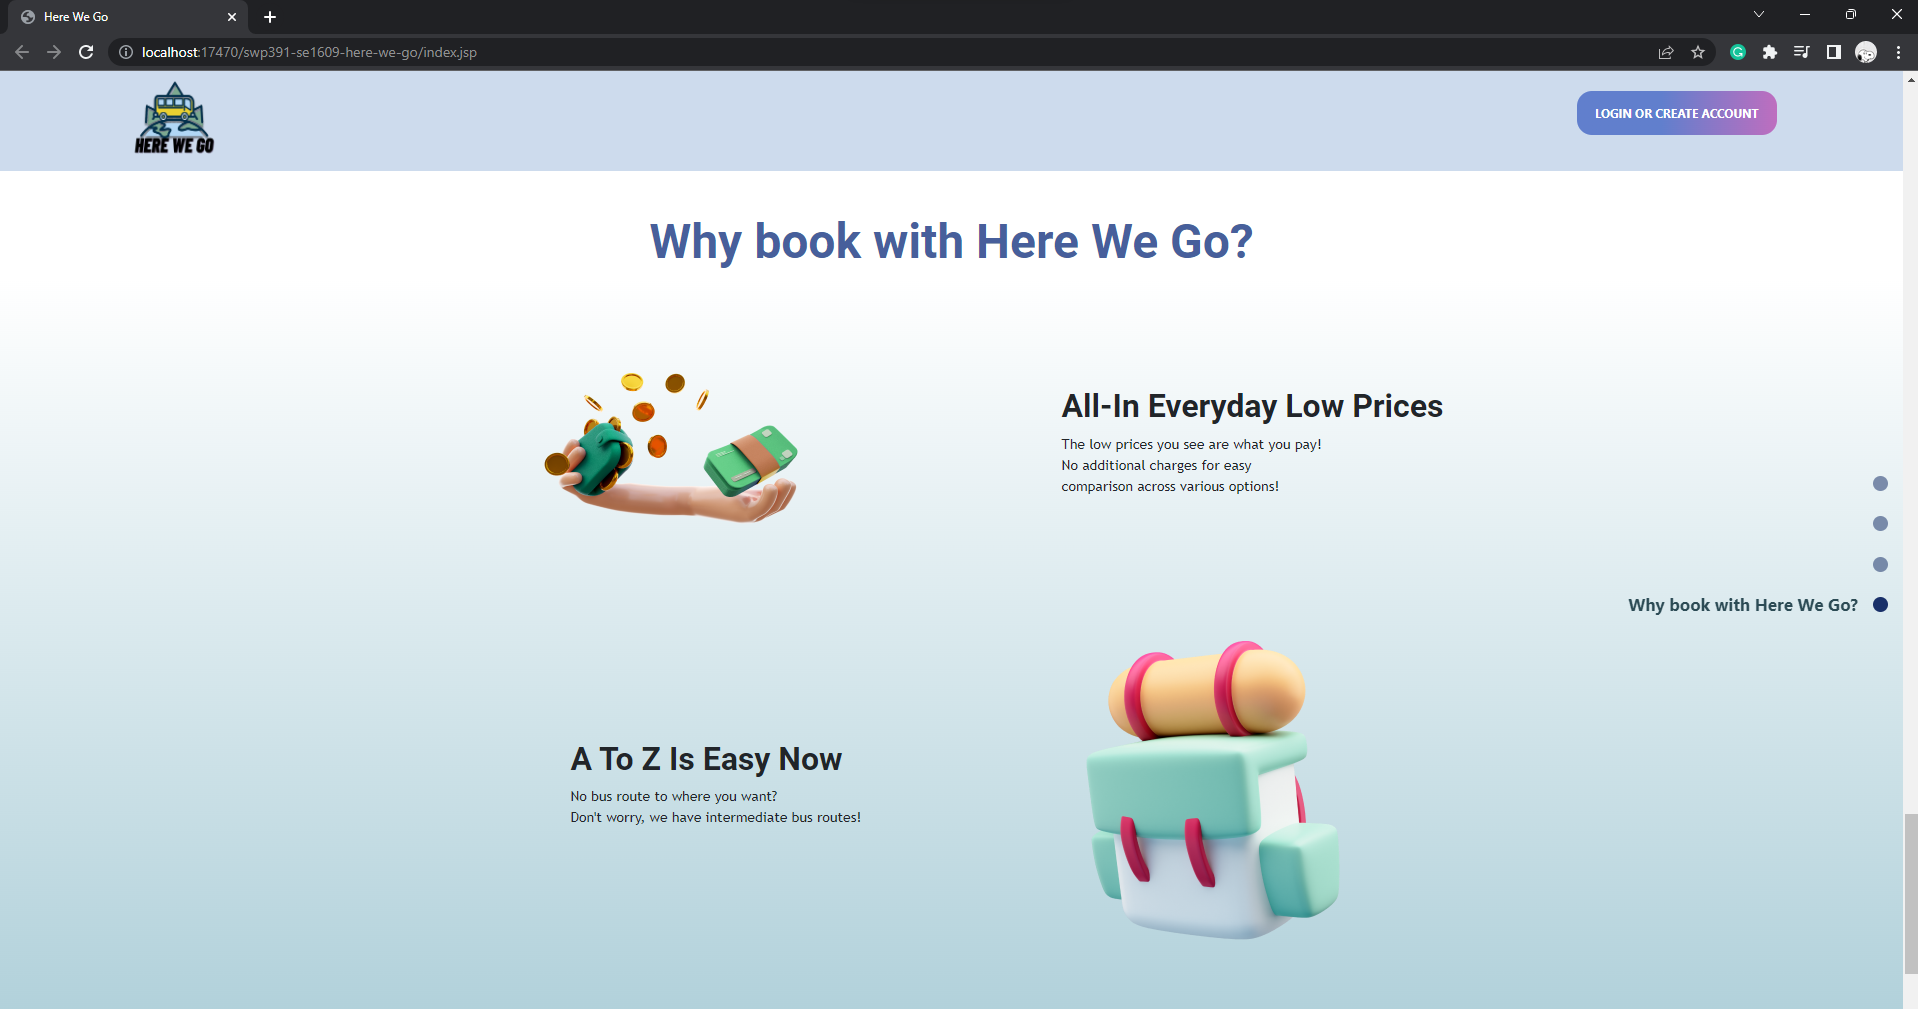 Here We Go
localhost:17470/swp391-se1609-here-we-go/index.jsp
HERE WE GO
LOGIN OR CREATE ACCOUNT
Why book with Here We Go?
All-In Everyday Low Prices
The low prices you see are what you pay!
No additional charges for easy
comparison across various options!
Why book with Here We Go?
A To Z Is Easy Now
No bus route to where you want?
Don't worry, we have intermediate bus routes!